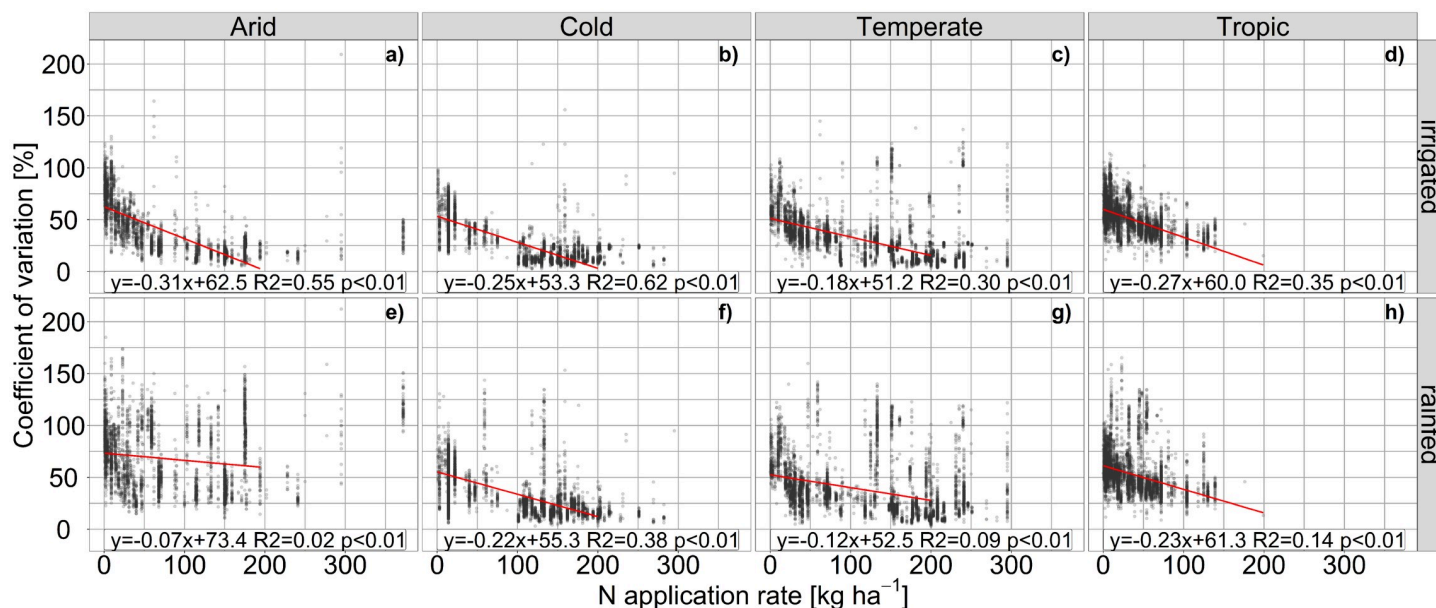 Arid Cold Temperate Tropic
a) b) c) d)
200
150
100
50
0
irrigated
y=-0.31x+62.5 R2=0.55 p<0.01 y=-0.25x+53.3 R2=0.62 p<0.01 y=-0.18x+51.2 R2=0.30 p<0.01 y=-0.27x+60.0 R2=0.35 p<0.01
Coefficient of variation [%]
e) f) g) h)
200
150
100
50
0
rainfed
y=-0.07x+73.4 R2=0.02 p<0.01 y=-0.22x+55.3 R2=0.38 p<0.01 y=-0.12x+52.5 R2=0.09 p<0.01 y=-0.23x+61.3 R2=0.14 p<0.01
0 100 200 300 0 100 200 300 0 100 200 300 0 100 200 300
N application rate [kg ha⁻¹]